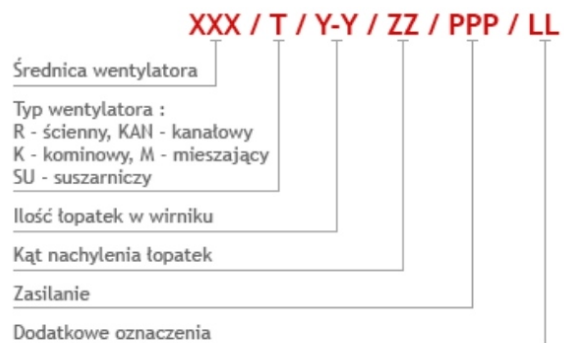 XXX / T / Y-Y / ZZ / PPP / LL
Średnica wentylatora
Typ wentylatora :
R - ścienny, KAN - kanałowy
K - kominowy, M - mieszający
SU - suszarniczy
Ilość łopatek w wirniku
Kąt nachylenia łopatek
Zasilanie
Dodatkowe oznaczenia